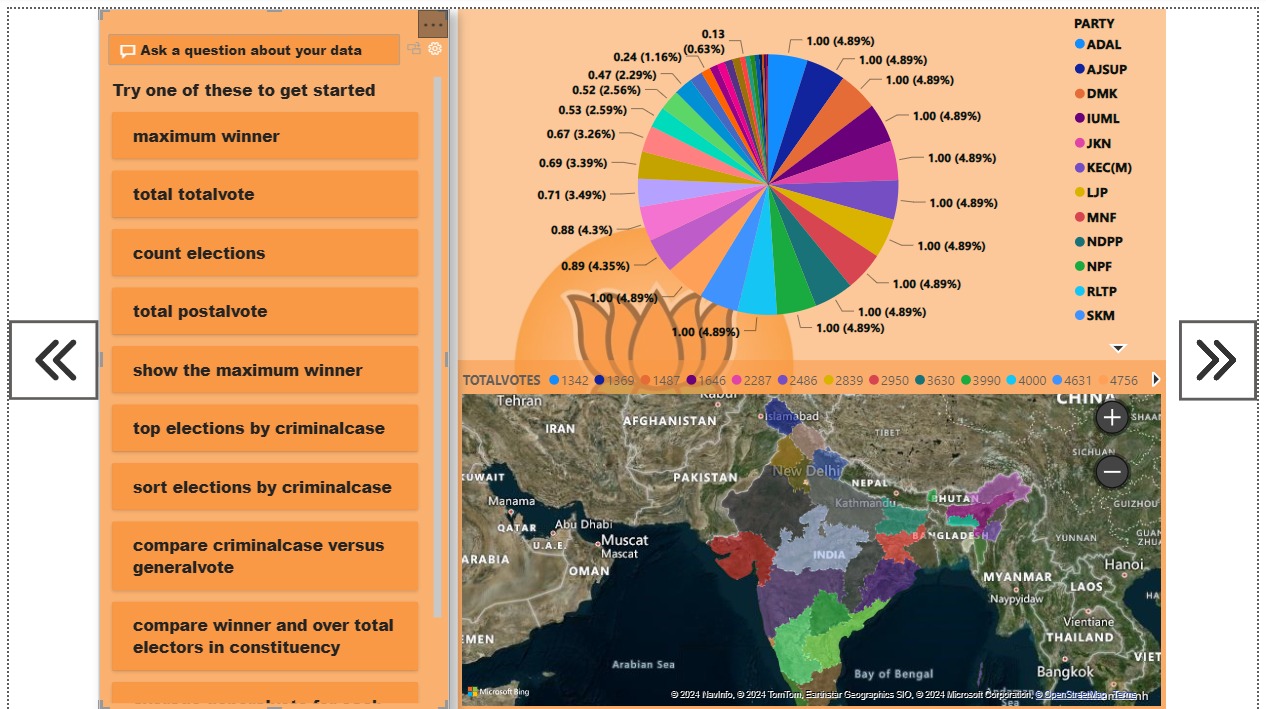 ...
Ask a question about your data
Try one of these to get started
maximum winner
total totalvote
count elections
total postalvote
show the maximum winner
top elections by criminalcase
sort elections by criminalcase
compare criminalcase versus
generalvote
compare winner and over total
electors in constituency
0.13
(0.63%)
0.24 (1.16%)
0.47 (2.29%)
0.52 (2.56%)
0.53 (2.59%)
0.67 (3.26%)
0.69 (3.39%)
0.71 (3.49%)
0.88 (4.3%)
0.89 (4.35%)
1.00 (4.89%)
1.00 (4.89%)
1.00 (4.89%)
1.00 (4.89%)
1.00 (4.89%)
1.00 (4.89%)
1.00 (4.89%)
1.00 (4.89%)
1.00 (4.89%)
1.00 (4.89%)
1.00 (4.89%)
1.00 (4.89%)
1.00 (4.89%)
PARTY
ADAL
AJSUP
DMK
IUML
JKN
KEC(M)
LJP
MNF
NDPP
NPF
RLTP
SKM
TOTALVOTES 1342 1369 1487 1646 2287 2486 2839 2950 3630 3990 4000 4631 4756
Tehran
Kabul
CHINA
IRAN
AFGHANISTAN
Islamabad
SHAA
TIBET
SICHUAN
KUWAIT
PAKISTAN
New Delhi
NEPAL
Manama
Kathmandu
BHUTAN
GUIZHOU
QATAR
Abu Dhabi
U.A.E.
Muscat
Muscat
BANGLADESH
YUNNAN
ARABIA
OMAN
INDIA
Hanoi
MYANMAR
LAOS
Naypyidaw
Vientiane
EMEN
THAILAND
VIET
Arabian Sea
Bay of Bengal
Bangkok
Microsoft Bing
© 2024 NavInfo, © 2024 TomTom, Earthstar Geographics SIO, © 2024 Microsoft Corporation, © OpenStreetMap Terms
Sea